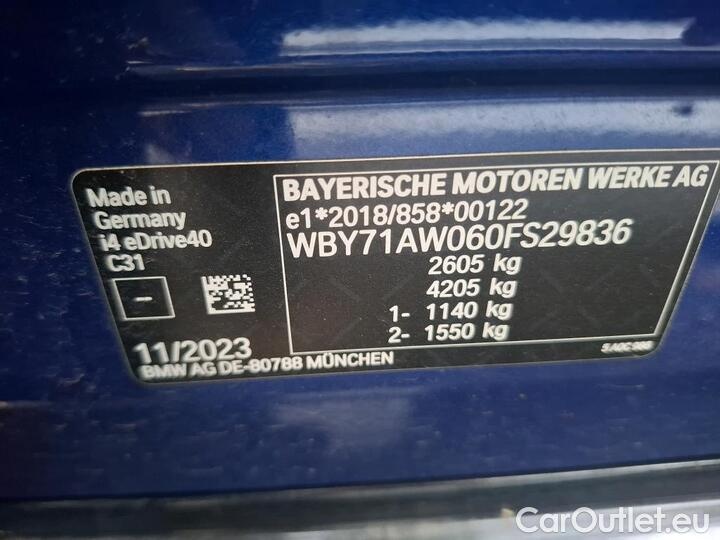 Made in
Germany
i4 eDrive40
C31
-
11/2023
BMW AG DE-80788 MÜNCHEN
BAYERISCHE MOTOREN WERKE AG
e1*2018/858*00122
WBY71AW060FS29836
2605 kg
4205 kg
1- 1140 kg
2- 1550 kg
CarOutlet.eu